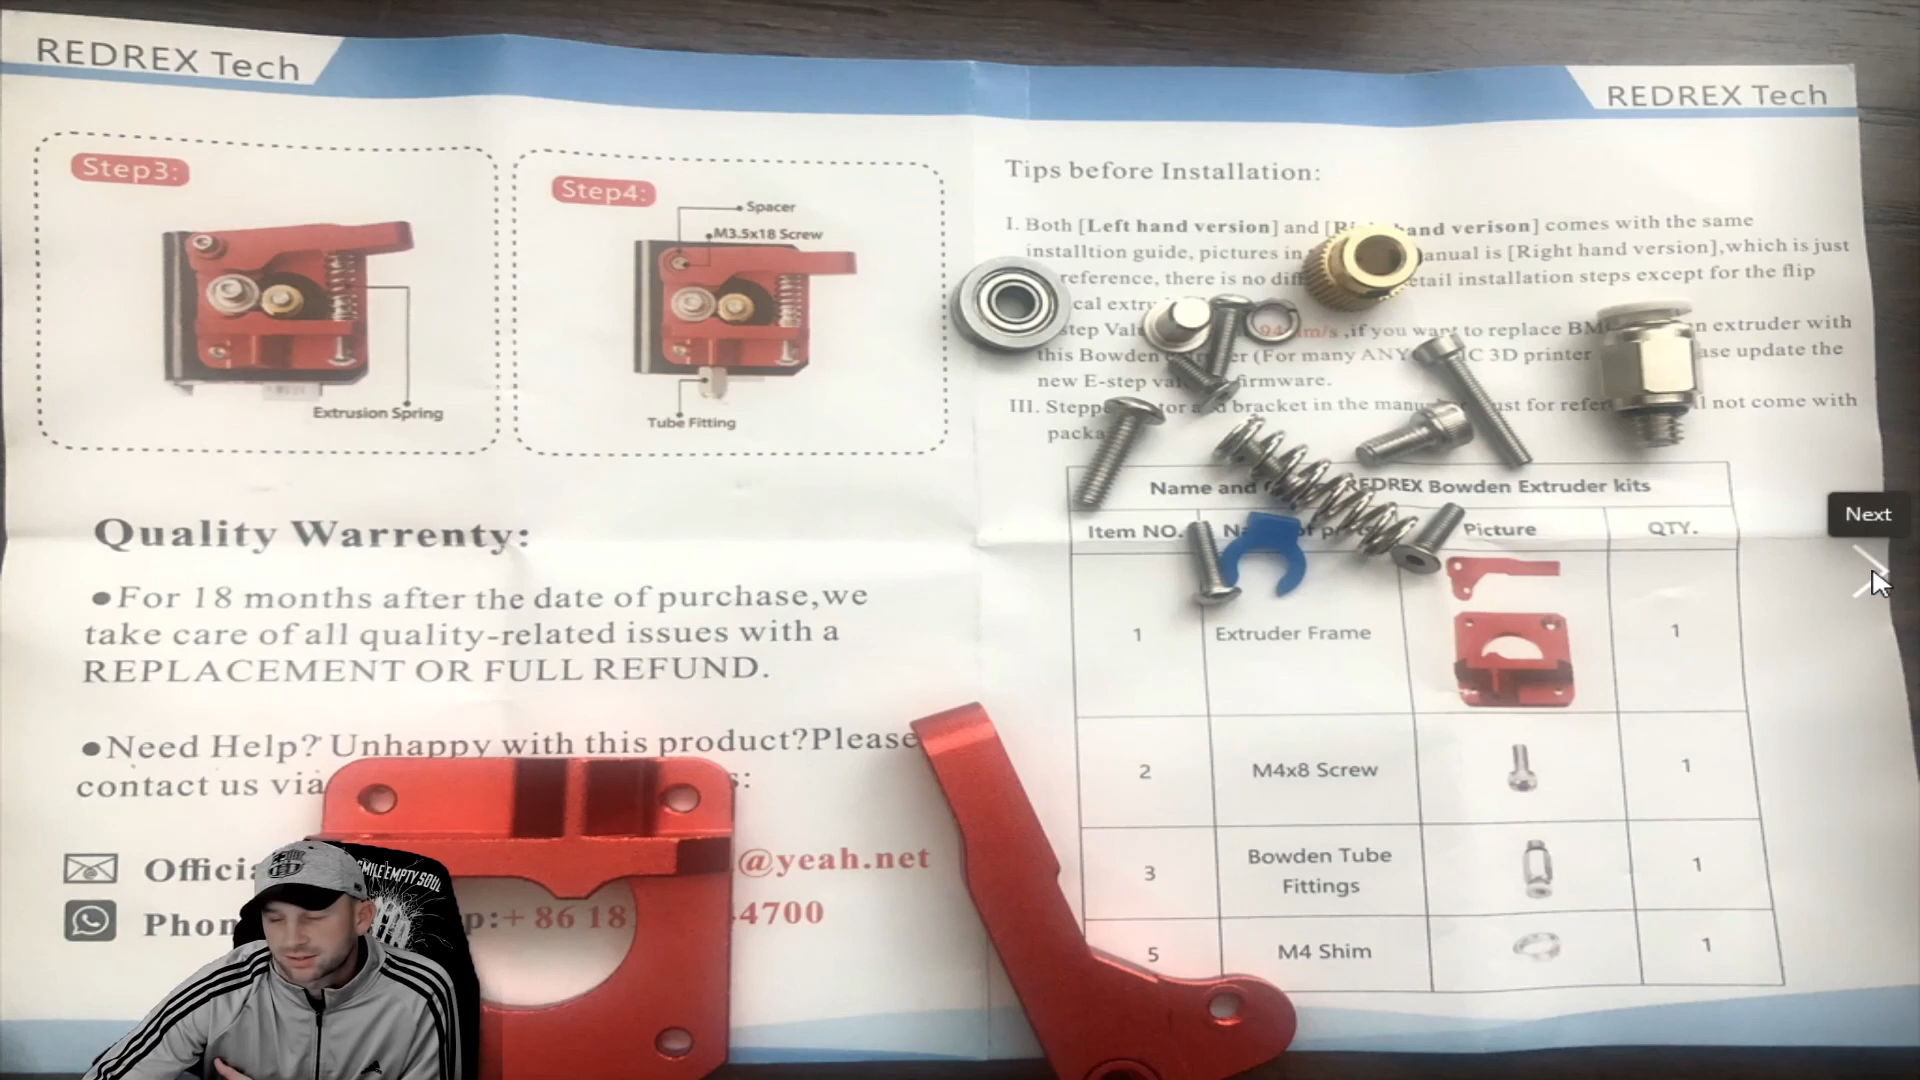 REDREX Tech
REDREX Tech
Step3:
Extrusion Spring
Step4:
Spacer
M3.5x18 Screw
Tube Fitting
Quality Warrenty:
●For 18 months after the date of purchase,we
take care of all quality-related issues with a
REPLACEMENT OR FULL REFUND.
●Need Help? Unhappy with this product?Please
contact us via
@yeah.net
+ 86 18 4700
Tips before Installation:
I. Both [Left hand version] and [ hand verison] comes with the same
installtion guide, pictures in manual is [Right hand version],which is just
reference, there is no installation steps except for the flip
,if you want to replace extruder with
this Bowden (For many 3D printer update the
new E-step firmware.
III. bracket in the not come with
Name and REDREX Bowden Extruder kits
Item NO. Picture QTY.
1 Extruder Frame 1
2 M4x8 Screw 1
3 Bowden Tube Fittings 1
5 M4 Shim 1
SMILE EMPTY SOUL
Next